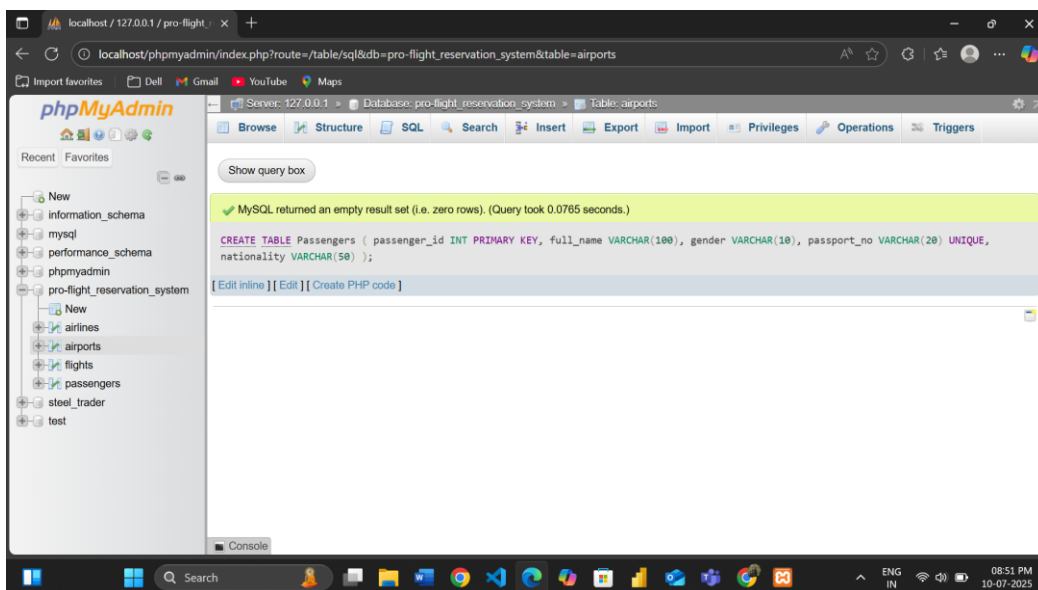 localhost / 127.0.0.1 / pro-flight_r
localhost/phpmyadmin/index.php?route=/table/sql&db=pro-flight_reservation_system&table=airports
Import favorites Dell Gmail YouTube Maps
phpMyAdmin
Server: 127.0.0.1 » Database: pro-flight_reservation_system » Table: airports
Browse Structure SQL Search Insert Export Import Privileges Operations Triggers
Recent Favorites
Show query box
New
information_schema
mysql
performance_schema
phpmyadmin
pro-flight_reservation_system
New
airlines
airports
flights
passengers
steel_trader
test
MySQL returned an empty result set (i.e. zero rows). (Query took 0.0765 seconds.)
CREATE TABLE Passengers ( passenger_id INT PRIMARY KEY, full_name VARCHAR(100), gender VARCHAR(10), passport_no VARCHAR(20) UNIQUE,
nationality VARCHAR(50) );
[ Edit inline ] [ Edit ] [ Create PHP code ]
Console
Search
ENG
IN
08:51 PM
10-07-2025